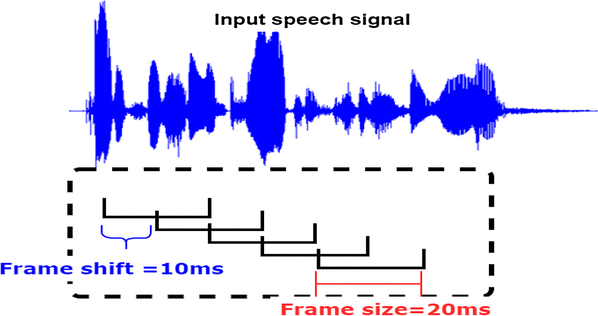 Input speech signal
Frame shift =10ms
Frame size=20ms